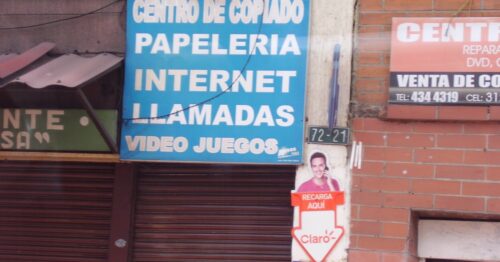 CENTRO DE COPIADO
PAPELERIA
INTERNET
LLAMADAS
VIDEO JUEGOS
NTE •
SA"
72-21
RECARGA
AQUÍ
Claro
CENT
REPARA
DVD, C
VENTA DE CO
TEL: 434 4319 CEL: 31